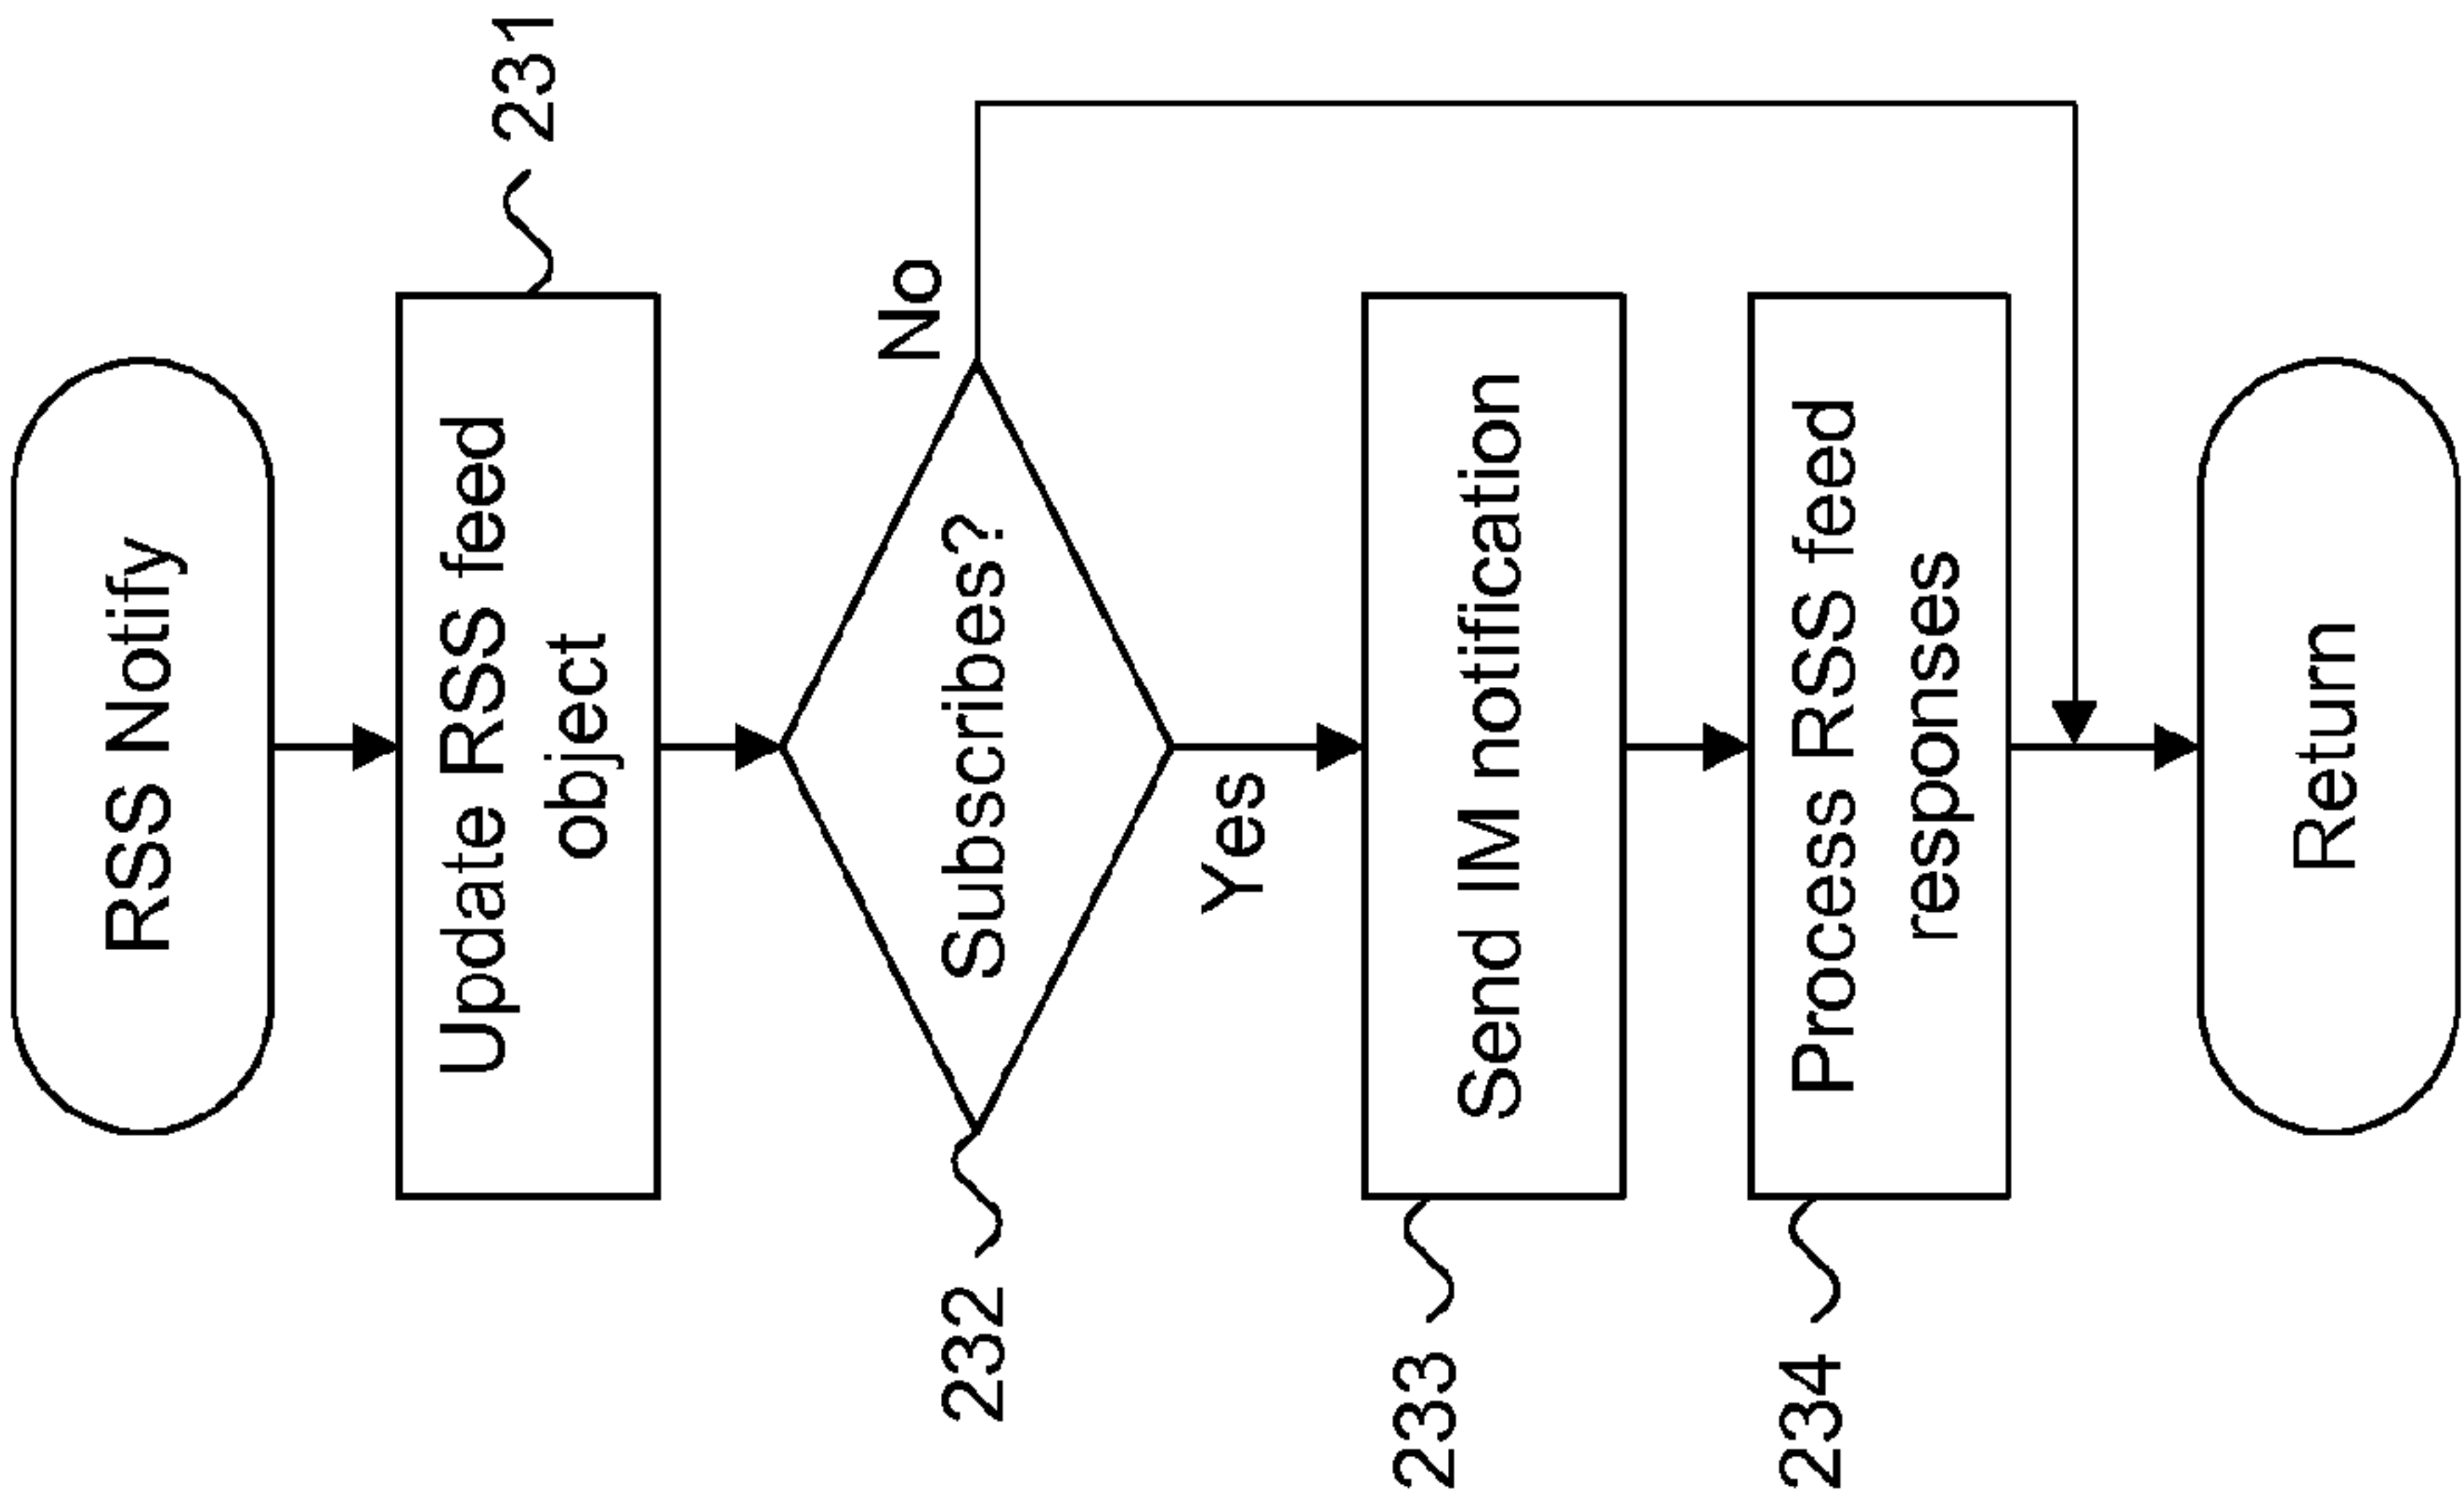 RSS Notify
Update RSS feed
object
231
Subscribes?
232
No
Yes
Send IM notification
233
Process RSS feed
responses
234
Return